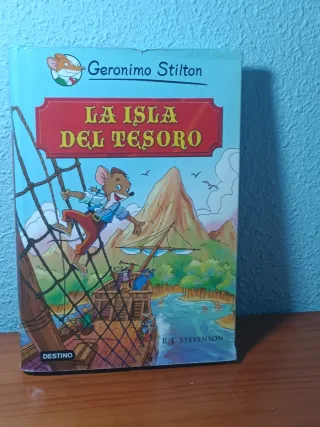 Geronimo Stilton
LA ISLA
DEL TESORO
R.L. STEVENSON
DESTINO